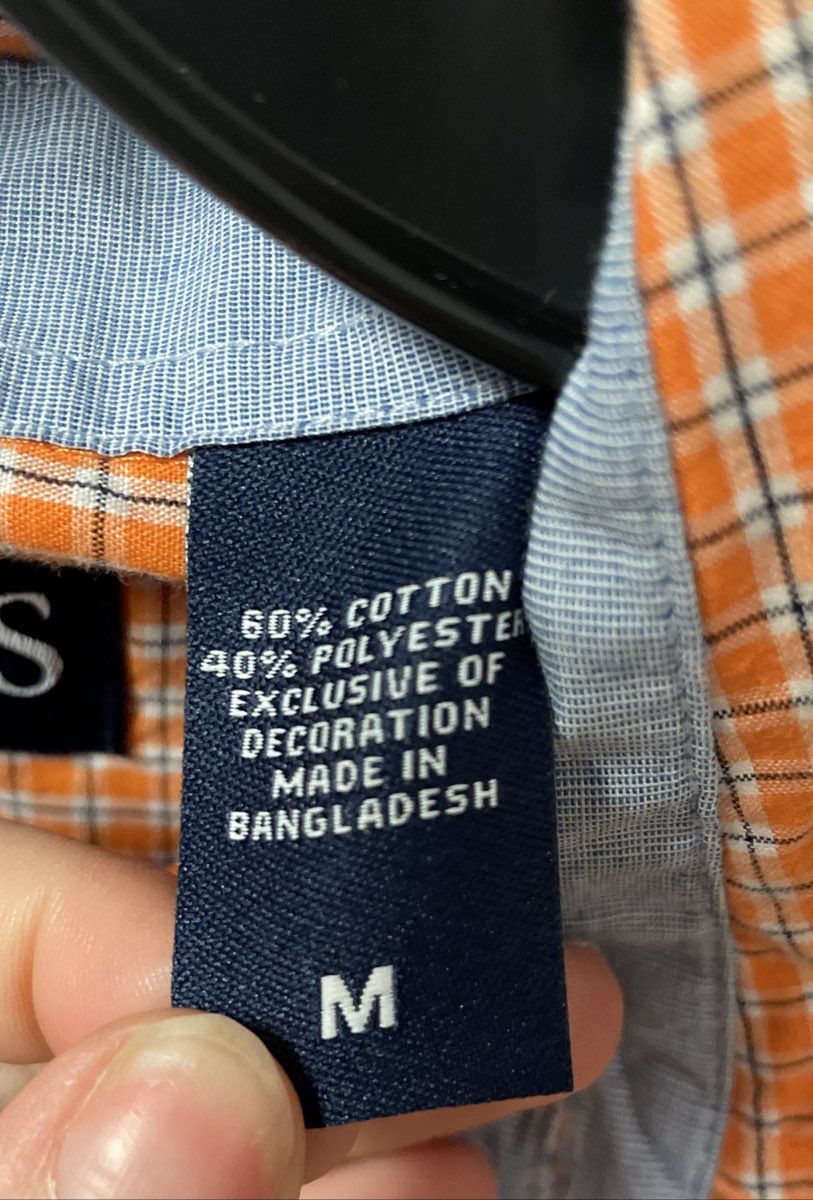 S
60% COTTON
40% POLYESTER
EXCLUSIVE OF
DECORATION
MADE IN
BANGLADESH
M